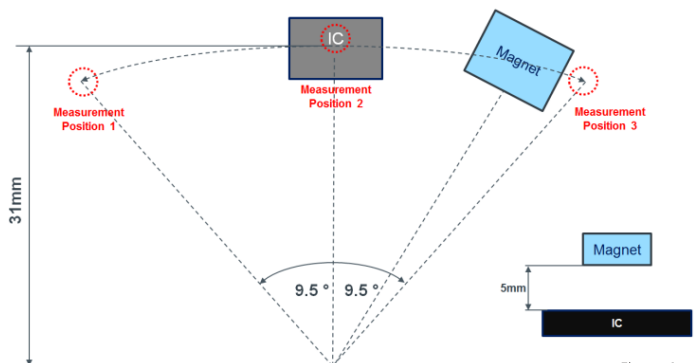 IC
Magnet
Measurement
Position 1
Measurement
Position 2
Measurement
Position 3
31mm
9.5 °
9.5 °
Magnet
5mm
IC